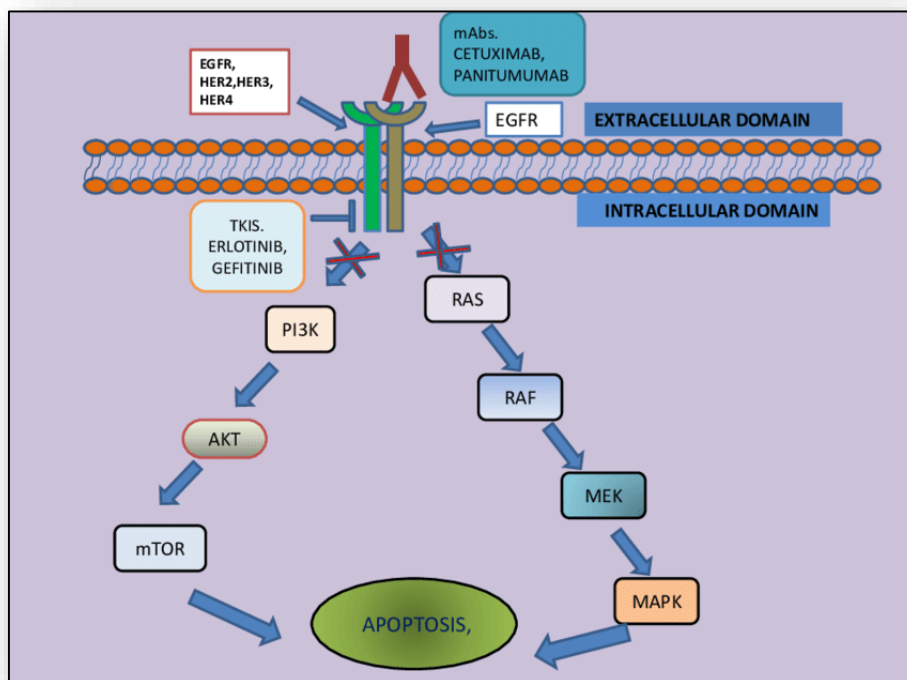 mAbs.
CETUXIMAB,
PANITUMUMAB
EGFR,
HER2,HER3,
HER4
EGFR
EXTRACELLULAR DOMAIN
INTRACELLULAR DOMAIN
TKIS.
ERLOTINIB,
GEFITINIB
RAS
PI3K
RAF
AKT
MEK
mTOR
MAPK
APOPTOSIS,